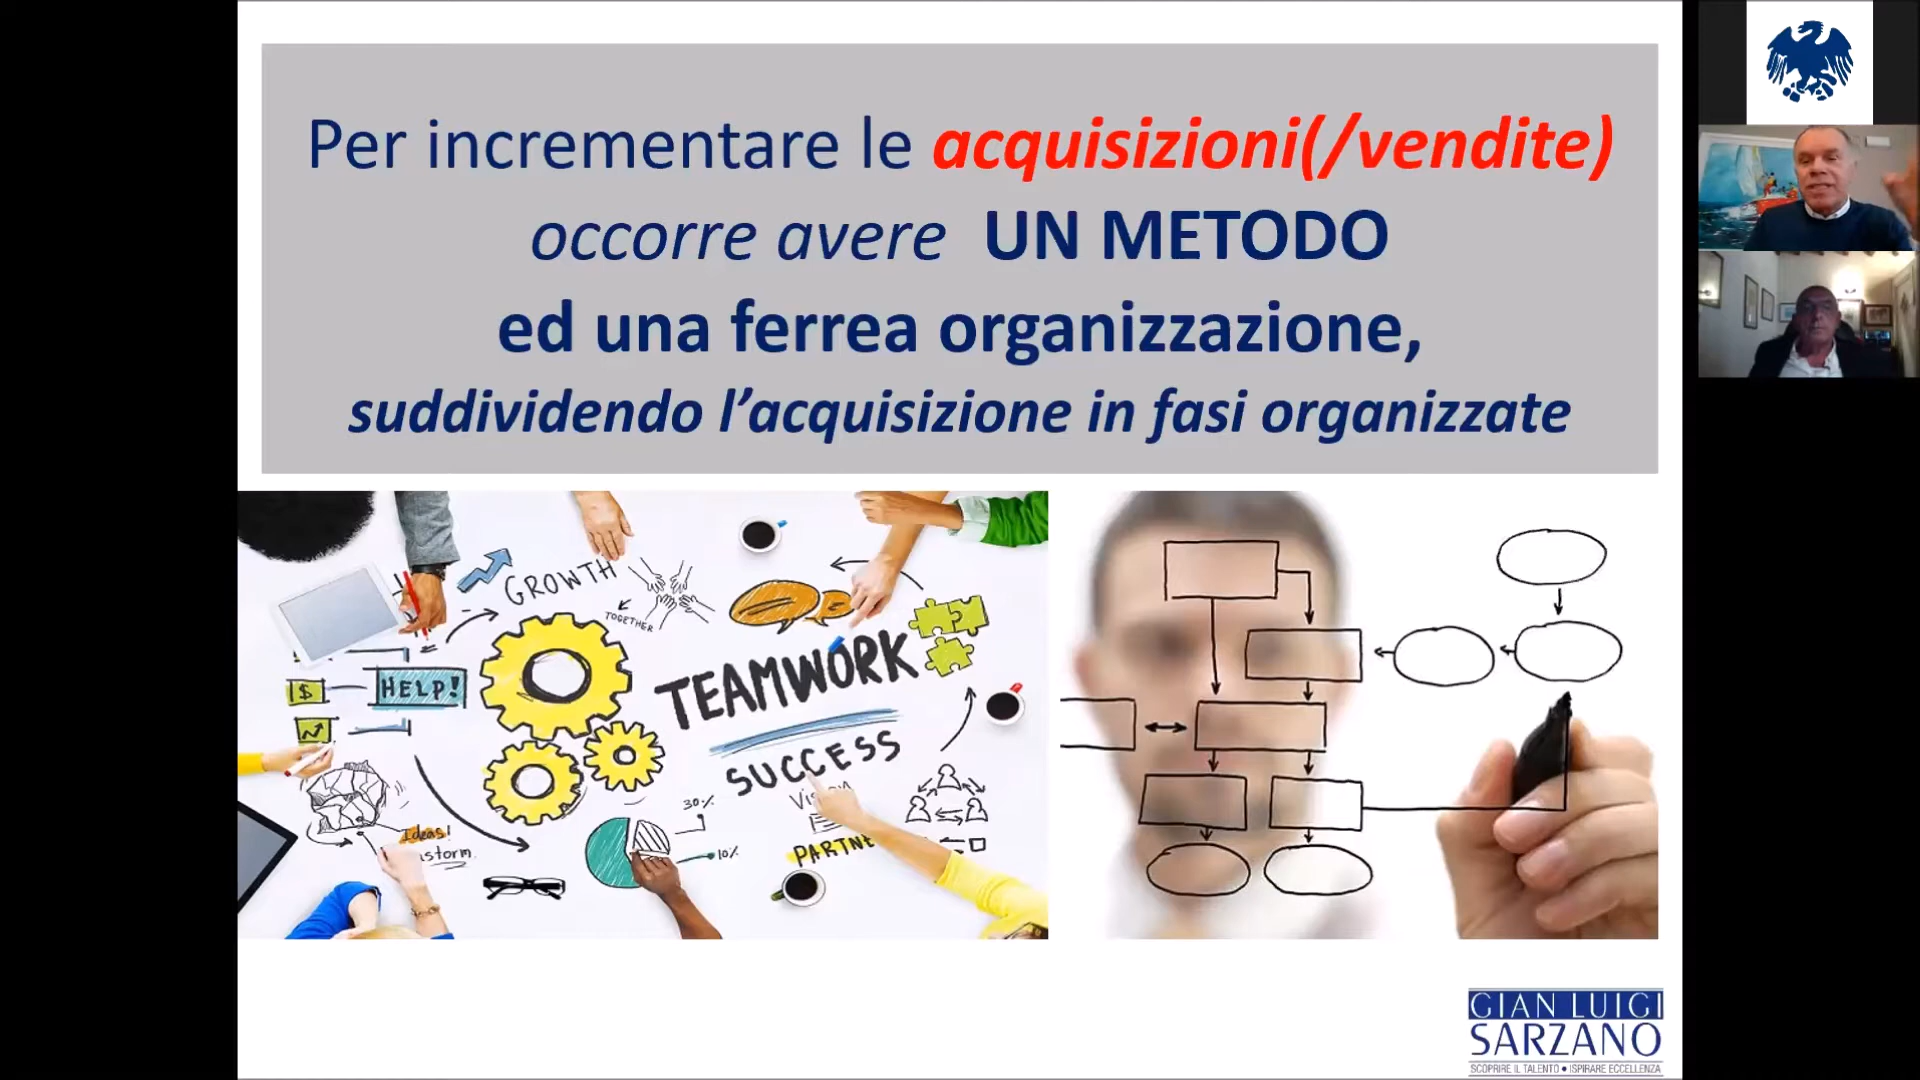 Per incrementare le acquisizioni(/vendite)
occorre avere UN METODO
ed una ferrea organizzazione,
suddividendo l’acquisizione in fasi organizzate
GROWTH
TOGETHER
TEAMWORK
HELP!
$
SUCCESS
30%
10%
Ideas!
storm
PARTNE
GIAN LUIGI
SARZANO
SCOPRIRE IL TALENTO • ISPIRARE ECCELLENZA